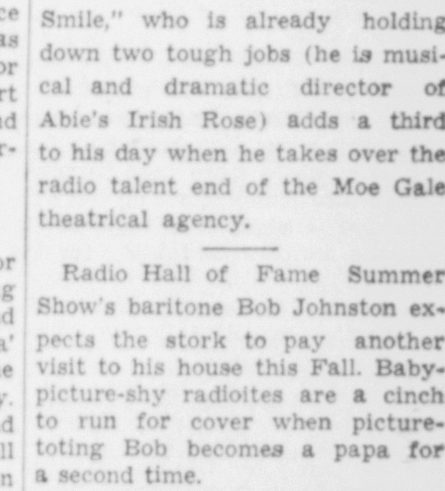 Smile," who is already holding
down two tough jobs (he is musi-
cal and dramatic director of
Abie's Irish Rose) adds a third
to his day when he takes over the
radio talent end of the Moe Gale
theatrical agency.
Radio Hall of Fame Summer
Show's baritone Bob Johnston ex-
pects the stork to pay another
visit to his house this Fall. Baby-
picture-shy radioites are a cinch
to run for cover when picture-
toting Bob becomes a papa for
a second time.